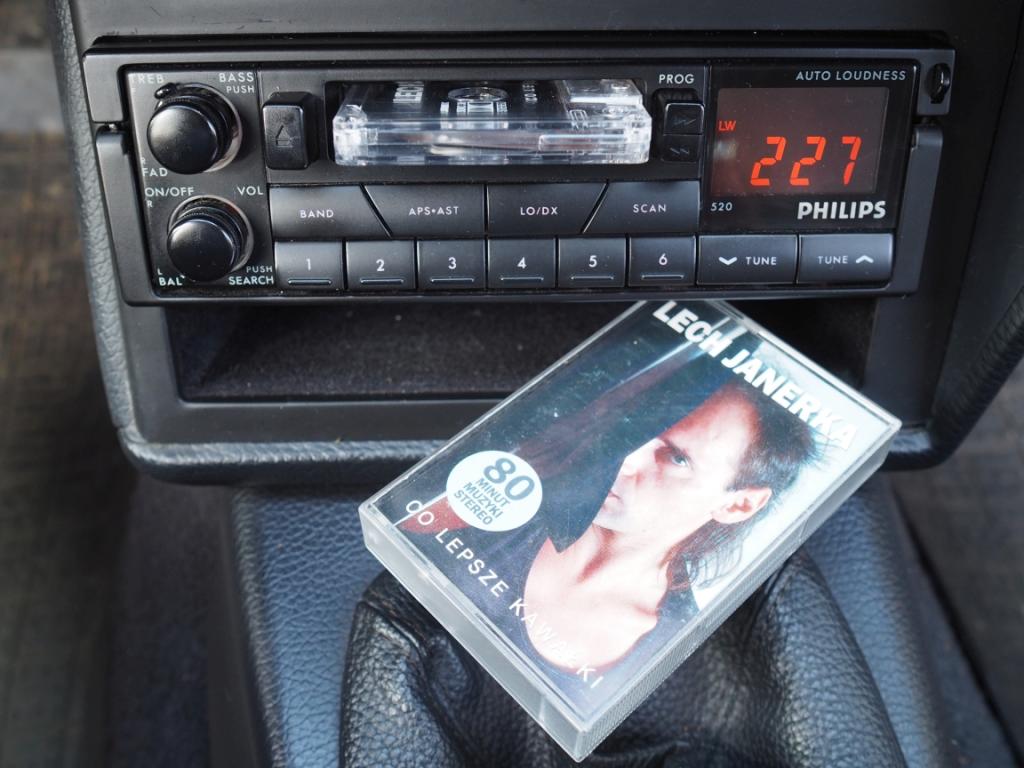 TREB
BASS
PUSH
FAD
ON/OFF
VOL
R
L
BAL
PUSH
SEARCH
PROG
AUTO LOUDNESS
LW
227
520
PHILIPS
BAND
APS•AST
LO/DX
SCAN
1
2
3
4
5
6
TUNE
TUNE
LECH JANERKA
80
MINUT
MUZYKI
STEREO
CO LEPSZE KAWAŁKI